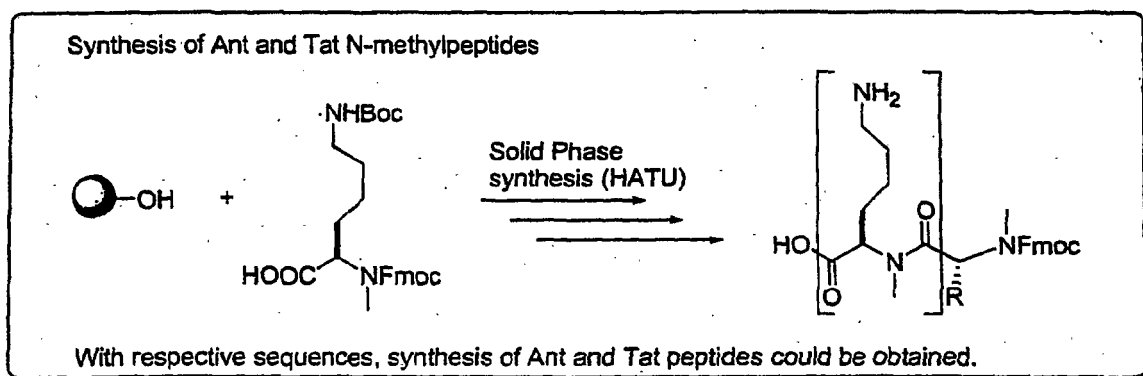 Synthesis of Ant and Tat N-methylpeptides
NHBoc
NH2
Solid Phase
synthesis (HATU)
OH
+
O
HO
N
NFmoc
HOOC
NFmoc
O
R
With respective sequences, synthesis of Ant and Tat peptides could be obtained.